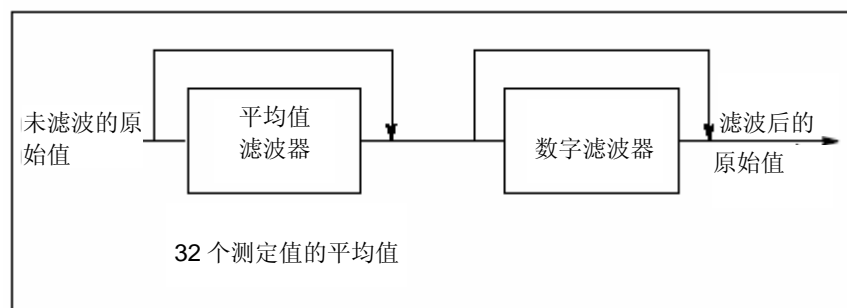 未滤波的原
始值
平均值
滤波器
数字滤波器
滤波后的
原始值
32 个测定值的平均值